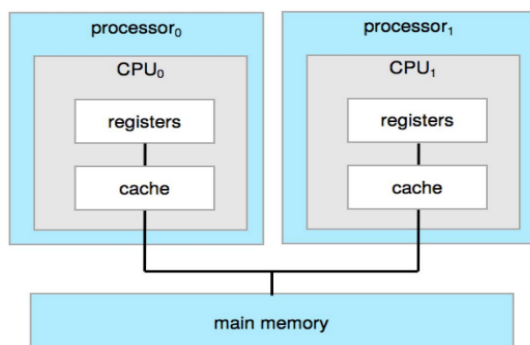 processor₀
CPU₀
registers
cache
processor₁
CPU₁
registers
cache
main memory